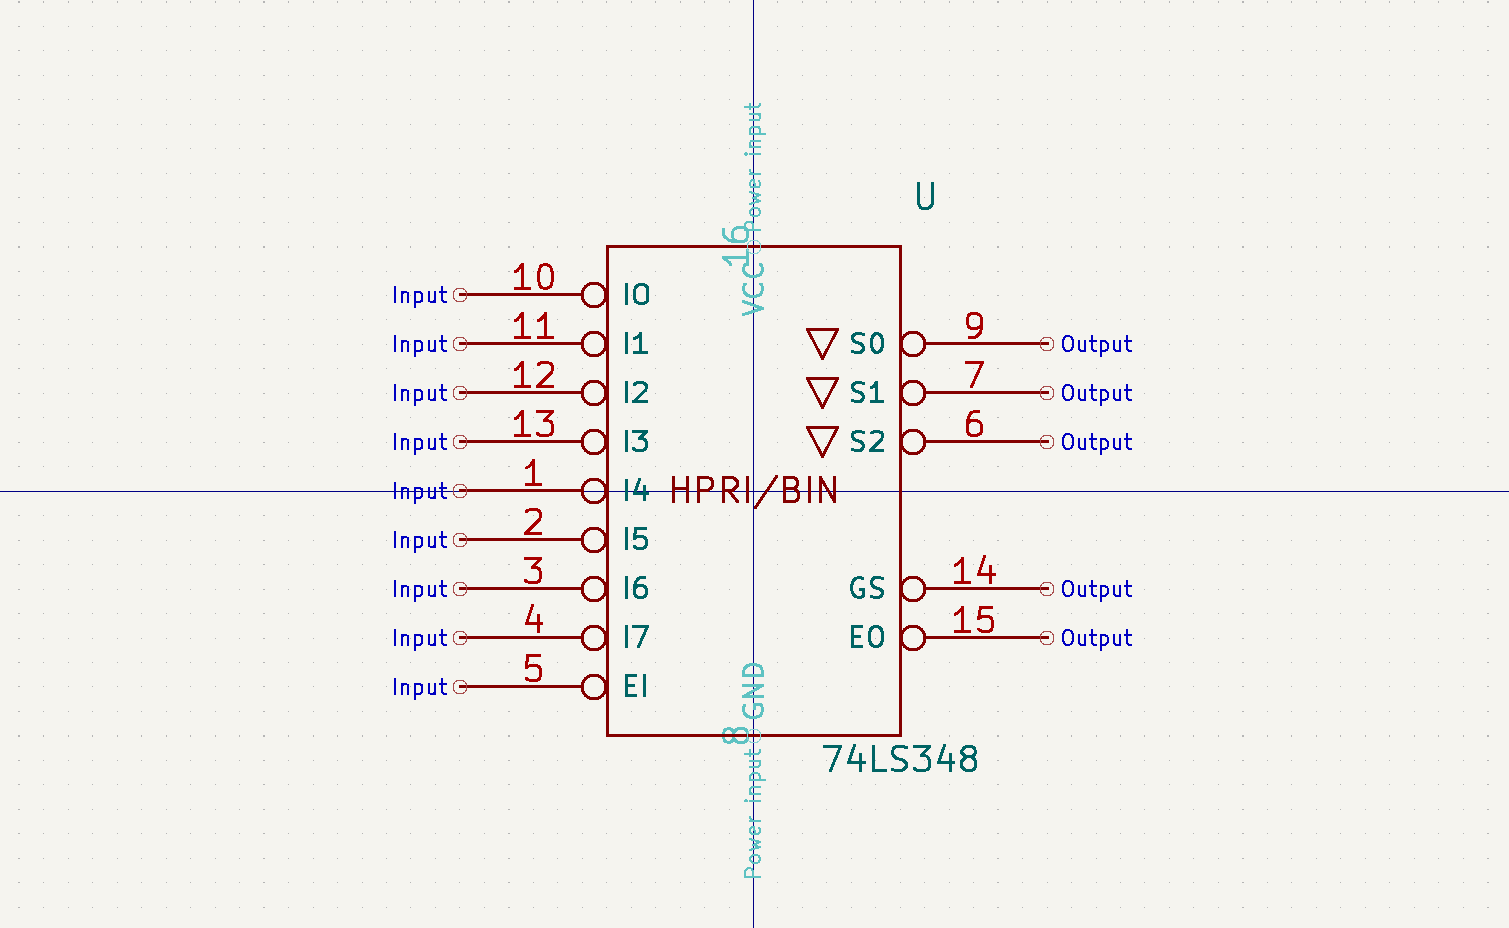 Power input
U
16
VCC
Input 10 I0
Input 11 I1
S0 9 Output
Input 12 I2
S1 7 Output
Input 13 I3
S2 6 Output
Input 1 I4
HPRI/BIN
Input 2 I5
Input 3 I6
GS 14 Output
Input 4 I7
EO 15 Output
Input 5 EI
GND
8
74LS348
Power input